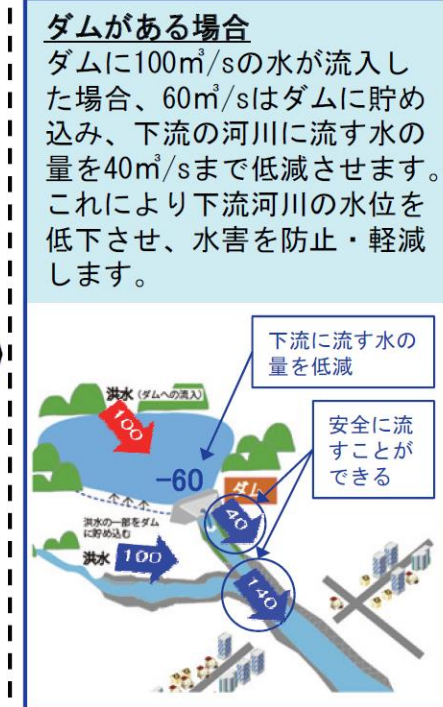 ダムがある場合
ダムに100㎥/sの水が流入し
た場合、60㎥/sはダムに貯め
込み、下流の河川に流す水の
量を40㎥/sまで低減させます。
これにより下流河川の水位を
低下させ、水害を防止・軽減
します。
下流に流す水の
量を低減
洪水（ダムへの流入）
100
安全に流
すことが
できる
-60
ダム
40
洪水の一部をダム
に貯め込む
洪水 100
140